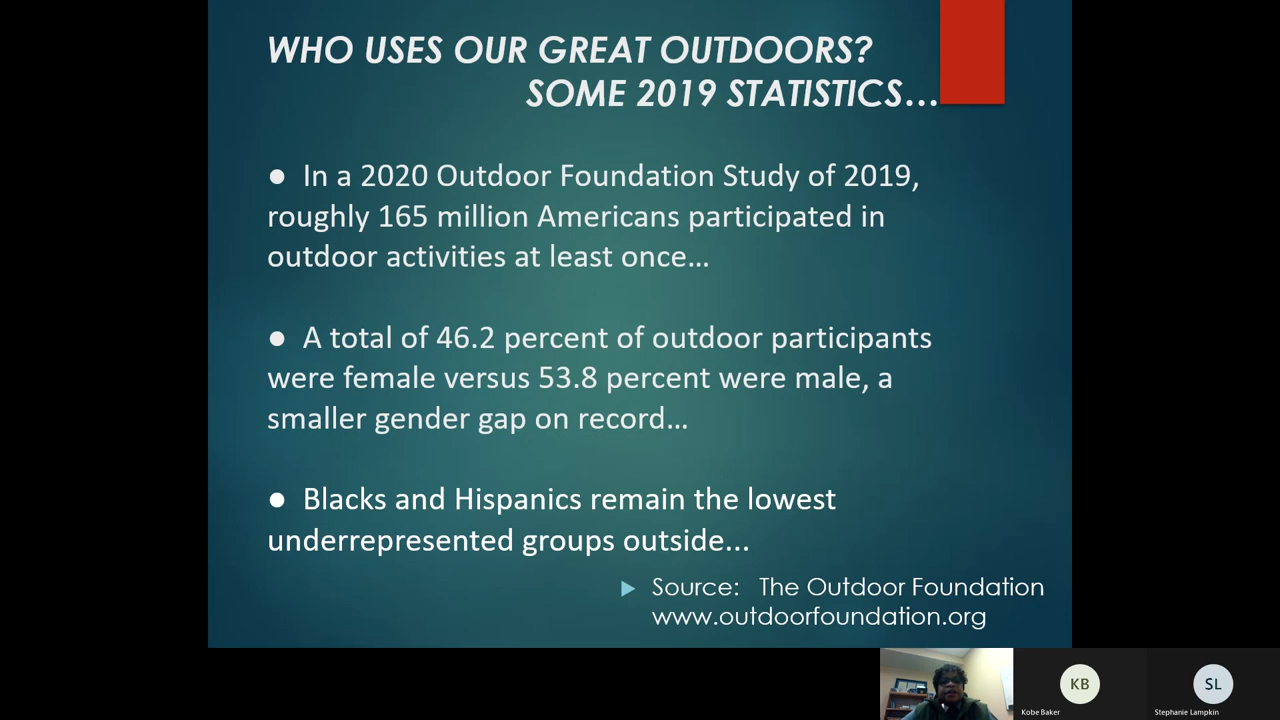 WHO USES OUR GREAT OUTDOORS?
SOME 2019 STATISTICS...
● In a 2020 Outdoor Foundation Study of 2019,
roughly 165 million Americans participated in
outdoor activities at least once...
● A total of 46.2 percent of outdoor participants
were female versus 53.8 percent were male, a
smaller gender gap on record...
● Blacks and Hispanics remain the lowest
underrepresented groups outside...
Source: The Outdoor Foundation
www.outdoorfoundation.org
KB
SL
Kobe Baker
Stephanie Lampkin